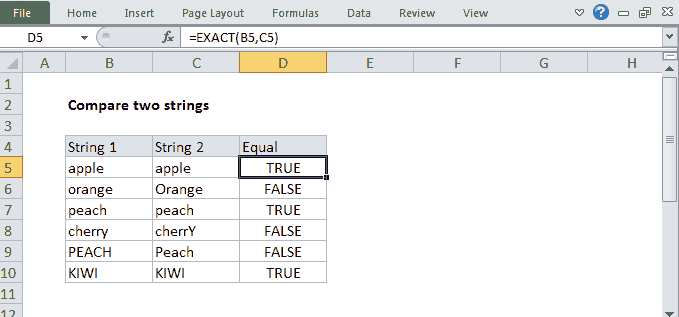 File Home Insert Page Layout Formulas Data Review View ?
D5 fx =EXACT(B5,C5)
A B C D E F G H
1
2 Compare two strings
3
4 String 1 String 2 Equal
5 apple apple TRUE
6 orange Orange FALSE
7 peach peach TRUE
8 cherry cherrY FALSE
9 PEACH Peach FALSE
10 KIWI KIWI TRUE
11
12